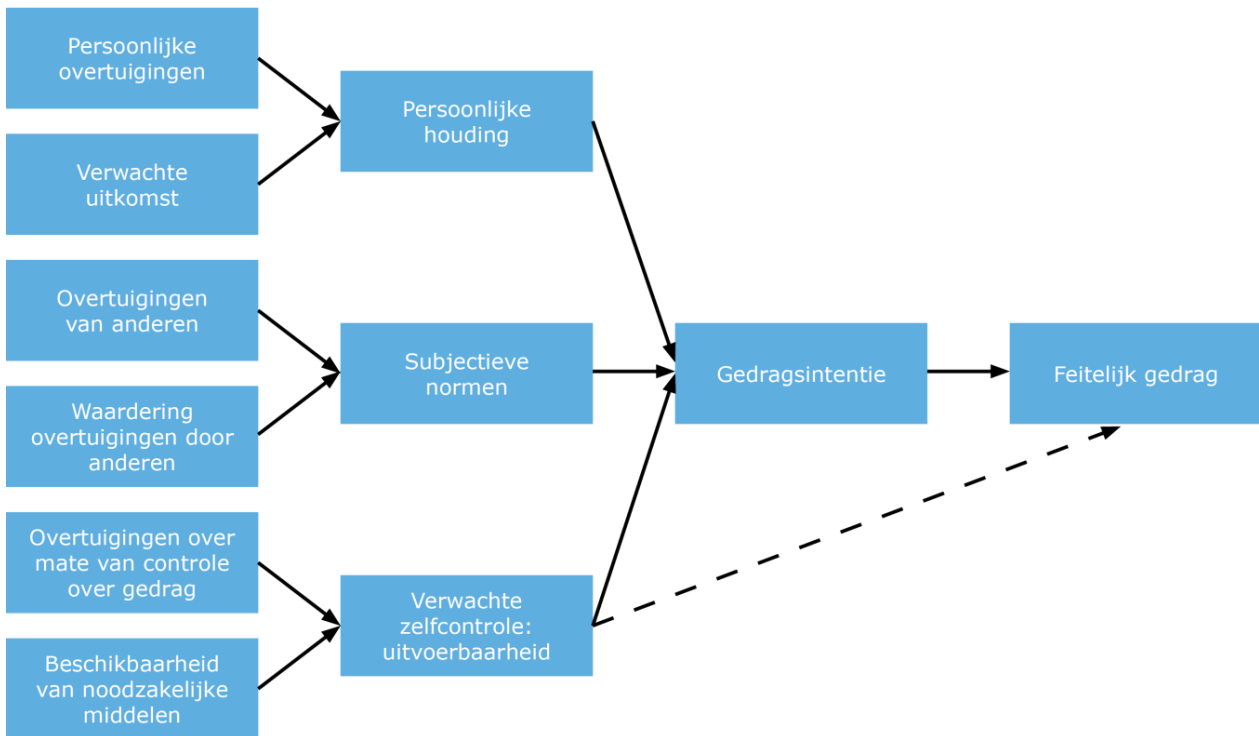 Persoonlijke
overtuigingen
Verwachte
uitkomst
Overtuigingen
van anderen
Waardering
overtuigingen door
anderen
Overtuigingen over
mate van controle
over gedrag
Beschikbaarheid
van noodzakelijke
middelen
Persoonlijke
houding
Subjectieve
normen
Verwachte
zelfcontrole:
uitvoerbaarheid
Gedragsintentie
Feitelijk gedrag